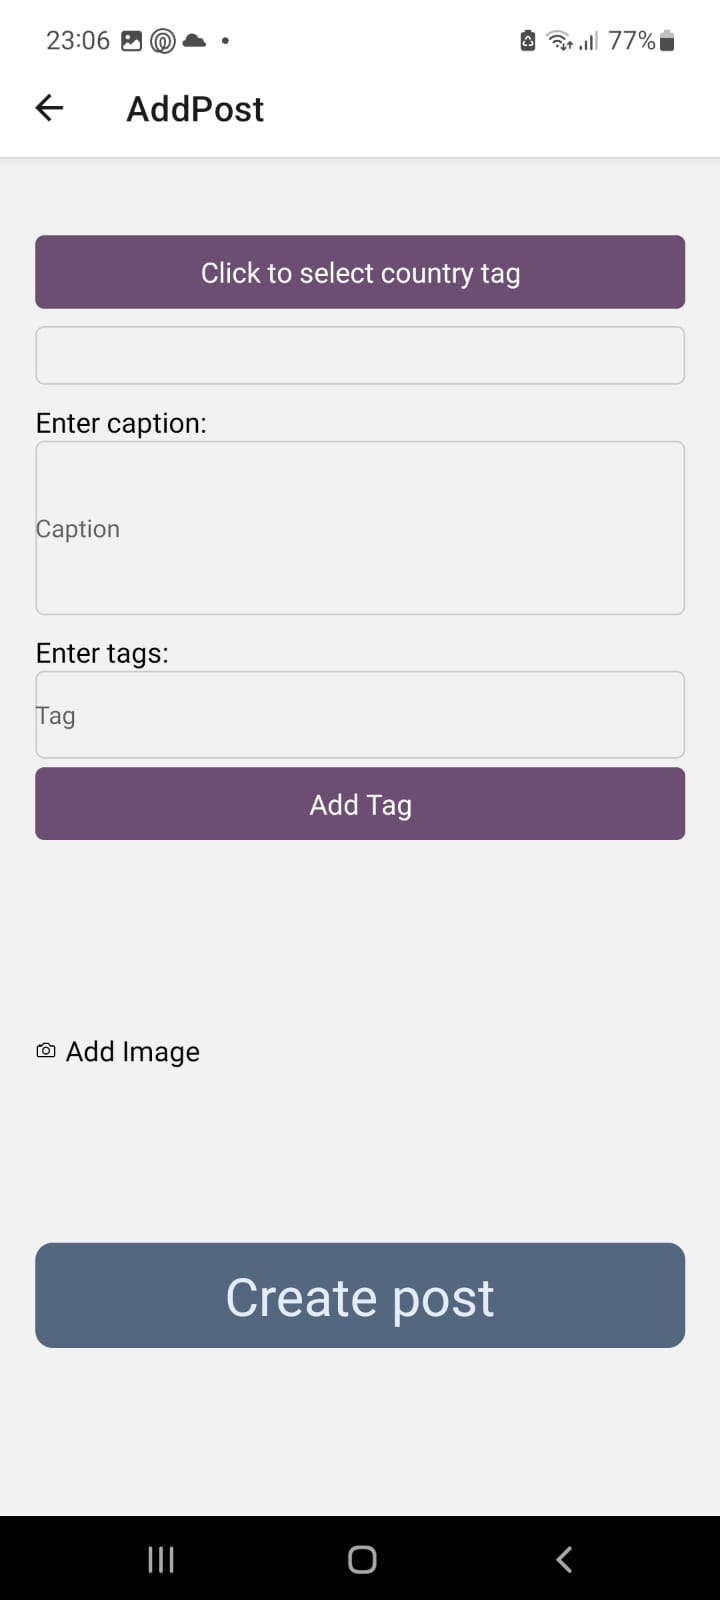 23:06
77%
AddPost
Click to select country tag
Enter caption:
Caption
Enter tags:
Tag
Add Tag
Add Image
Create post